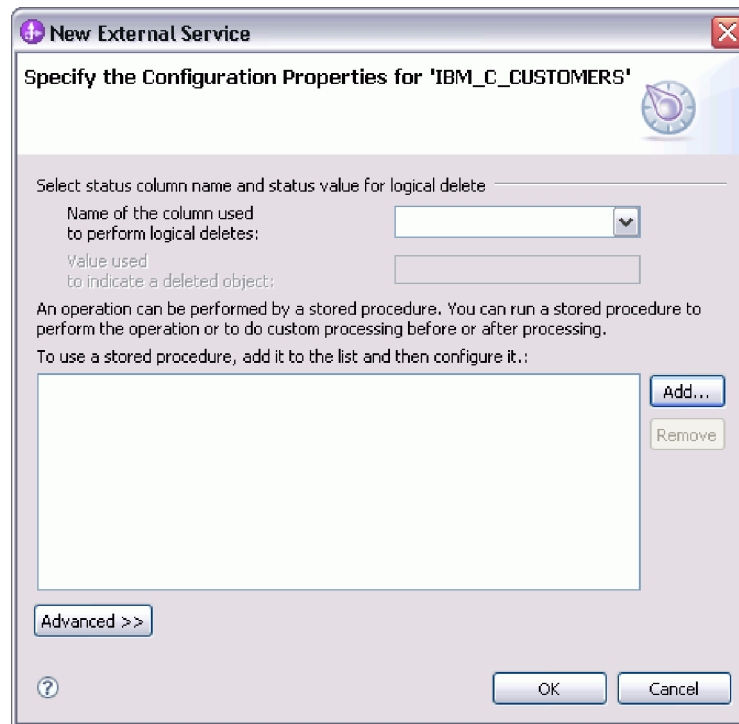 New External Service
Specify the Configuration Properties for 'IBM_C_CUSTOMERS'
Select status column name and status value for logical delete
Name of the column used
to perform logical deletes:
Value used
to indicate a deleted object:
An operation can be performed by a stored procedure. You can run a stored procedure to
perform the operation or to do custom processing before or after processing.
To use a stored procedure, add it to the list and then configure it.:
Add...
Remove
Advanced >>
?
OK
Cancel